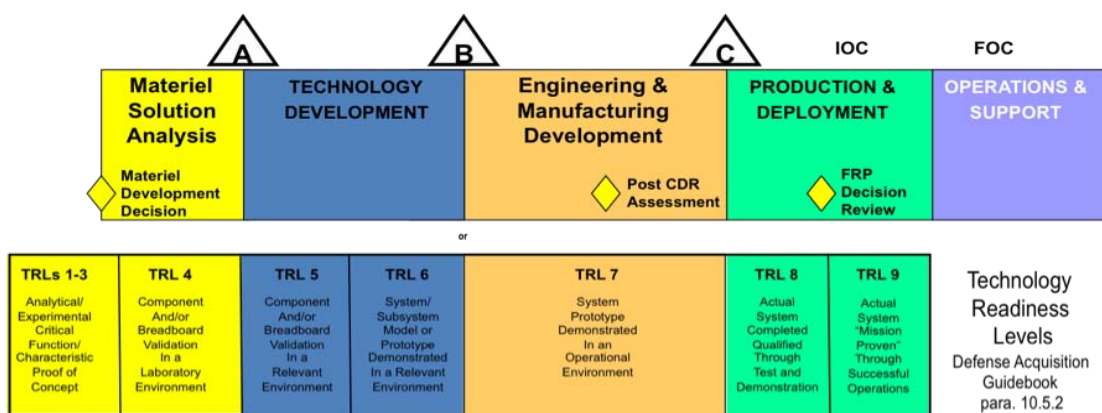 A
B
C
IOC
FOC
Materiel
Solution
Analysis
TECHNOLOGY
DEVELOPMENT
Engineering &
Manufacturing
Development
PRODUCTION &
DEPLOYMENT
OPERATIONS &
SUPPORT
Materiel
Development
Decision
Post CDR
Assessment
FRP
Decision
Review
or
TRLs 1-3
Analytical/
Experimental
Critical
Function/
Characteristic
Proof of
Concept
TRL 4
Component
And/or
Breadboard
Validation
In a
Laboratory
Environment
TRL 5
Component
And/or
Breadboard
Validation
In a
Relevant
Environment
TRL 6
System/
Subsystem
Model or
Prototype
Demonstrated
In a Relevant
Environment
TRL 7
System
Prototype
Demonstrated
In an
Operational
Environment
TRL 8
Actual
System
Completed
Qualified
Through
Test and
Demonstration
TRL 9
Actual
System
“Mission
Proven”
Through
Successful
Operations
Technology
Readiness
Levels
Defense Acquisition
Guidebook
para. 10.5.2